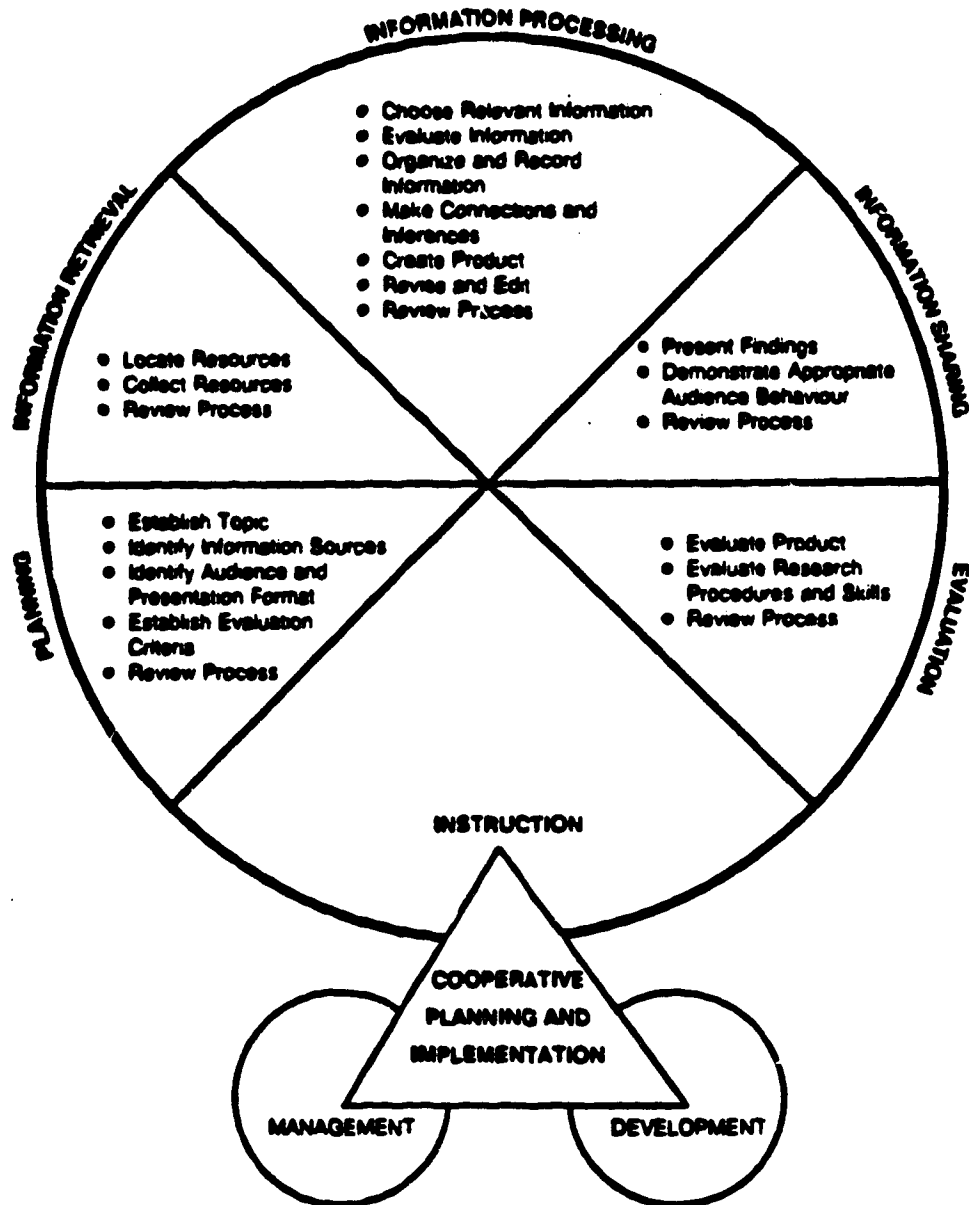 INFORMATION PROCESSING
• Choose Relevant Information
• Evaluate Information
• Organize and Record
Information
• Make Connections and
Inferences
• Create Product
• Revise and Edit
• Review Process
INFORMATION RETRIEVAL
• Locate Resources
• Collect Resources
• Review Process
INFORMATION SHARING
• Present Findings
• Demonstrate Appropriate
Audience Behaviour
• Review Process
PLANNING
• Establish Topic
• Identify Information Sources
• Identify Audience and
Presentation Format
• Establish Evaluation
Criteria
• Review Process
EVALUATION
• Evaluate Product
• Evaluate Research
Procedures and Skills
• Review Process
INSTRUCTION
COOPERATIVE
PLANNING AND
IMPLEMENTATION
MANAGEMENT
DEVELOPMENT